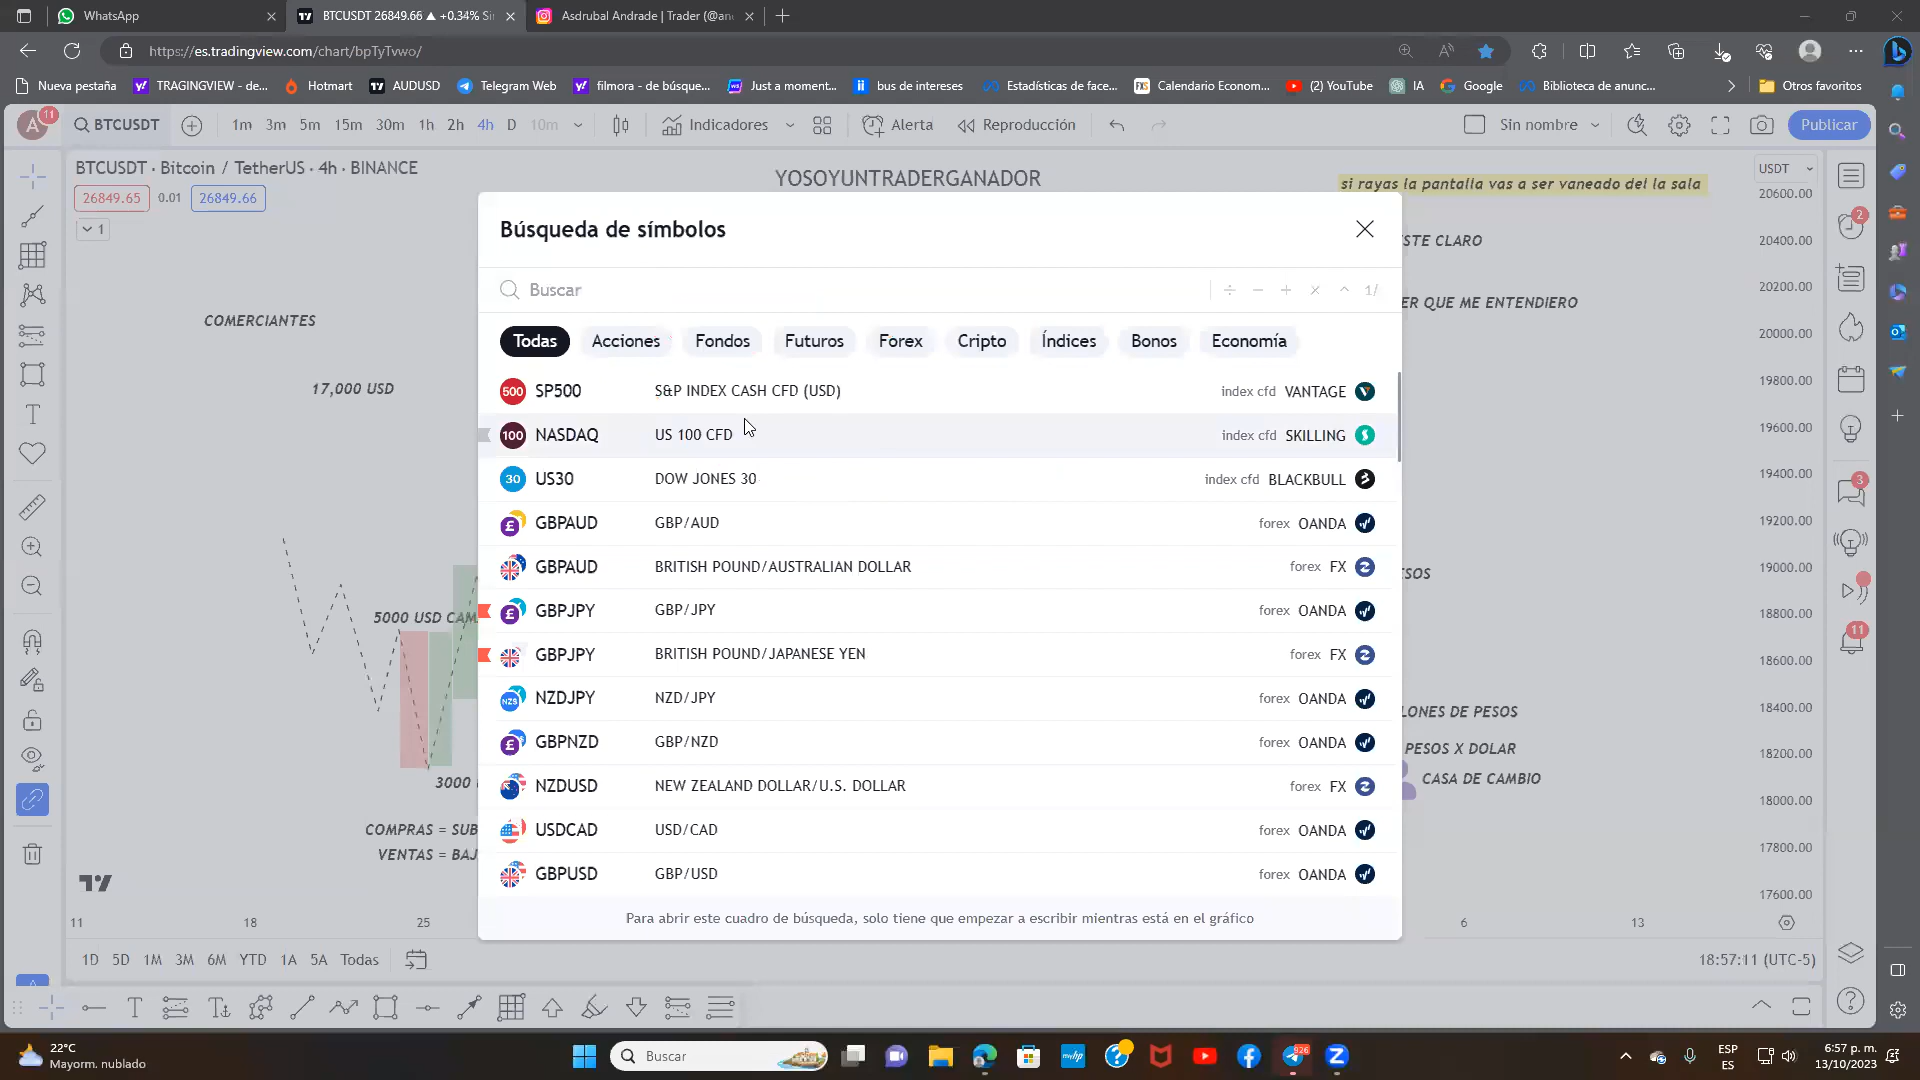 WhatsApp
BTCUSDT 26849.66 ▲ +0.34% Si
Asdrubal Andrade | Trader (@an
https://es.tradingview.com/chart/bpTyTvwo/
Nueva pestaña
TRAGINGVIEW - de...
Hotmart
AUDUSD
Telegram Web
filmora - de búsque...
Just a moment...
bus de intereses
Estadísticas de face...
Calendario Econom...
(2) YouTube
IA
Google
Biblioteca de anunc...
Otros favoritos
A 11
BTCUSDT
1m 3m 5m 15m 30m 1h 2h 4h D 10m
Indicadores
Alerta
Reproducción
Sin nombre
Publicar
BTCUSDT · Bitcoin / TetherUS · 4h · BINANCE
26849.65 0.01 26849.66
1
YOSOYUNTRADERGANADOR
si rayas la pantalla vas a ser vaneado del la sala
USDT
COMERCIANTES
17,000 USD
5000 USD CAM
3000
COMPRAS = SUB
VENTAS = BAJ
Búsqueda de símbolos
Buscar
1/
Todas Acciones Fondos Futuros Forex Cripto Índices Bonos Economía
500 SP500 S&P INDEX CASH CFD (USD) index cfd VANTAGE
100 NASDAQ US 100 CFD index cfd SKILLING
30 US30 DOW JONES 30 index cfd BLACKBULL
GBPAUD GBP/AUD forex OANDA
GBPAUD BRITISH POUND/AUSTRALIAN DOLLAR forex FX
GBPJPY GBP/JPY forex OANDA
GBPJPY BRITISH POUND/JAPANESE YEN forex FX
NZDJPY NZD/JPY forex OANDA
GBPNZD GBP/NZD forex OANDA
NZDUSD NEW ZEALAND DOLLAR/U.S. DOLLAR forex FX
USDCAD USD/CAD forex OANDA
GBPUSD GBP/USD forex OANDA
Para abrir este cuadro de búsqueda, solo tiene que empezar a escribir mientras está en el gráfico
STE CLARO
ER QUE ME ENTENDIERO
ESOS
LONES DE PESOS
PESOS X DOLAR
CASA DE CAMBIO
20600.00
20400.00
20200.00
20000.00
19800.00
19600.00
19400.00
19200.00
19000.00
18800.00
18600.00
18400.00
18200.00
18000.00
17800.00
17600.00
2
3
11
11 18 25 6 13
1D 5D 1M 3M 6M YTD 1A 5A Todas
18:57:11 (UTC-5)
22°C
Mayorm. nublado
Buscar
926
ESP
ES
6:57 p. m.
13/10/2023